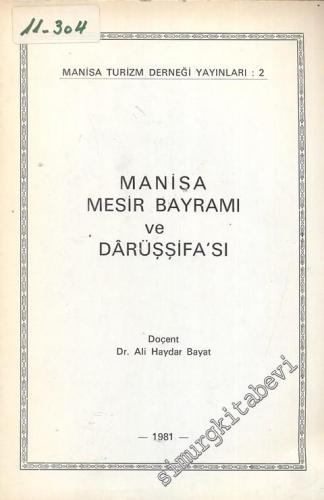 11-304
MANİSA TURİZM DERNEĞİ YAYINLARI : 2
MANİSA
MESİR BAYRAMI
ve
DÂRÜŞŞİFA'SI
Doçent
Dr. Ali Haydar Bayat
— 1981 —
simurgkitabevi